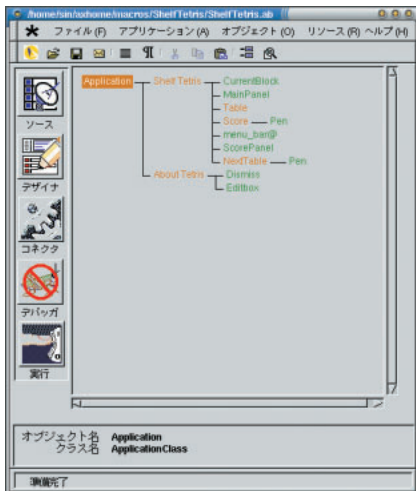 /home/sin/axhome/macros/ShelfTetris/ShelfTetris.ab
ファイル(F) アプリケーション(A) オブジェクト(O) リソース(R) ヘルプ(H)
ソース
デザイナ
コネクタ
デバッガ
実行
Application
Shelf Tetris
CurrentBlock
MainPanel
Table
Score
Pen
menu_bar@
ScorePanel
NextTable
Pen
About Tetris
Dismiss
Editbox
オブジェクト名 Application
クラス名 ApplicationClass
準備完了